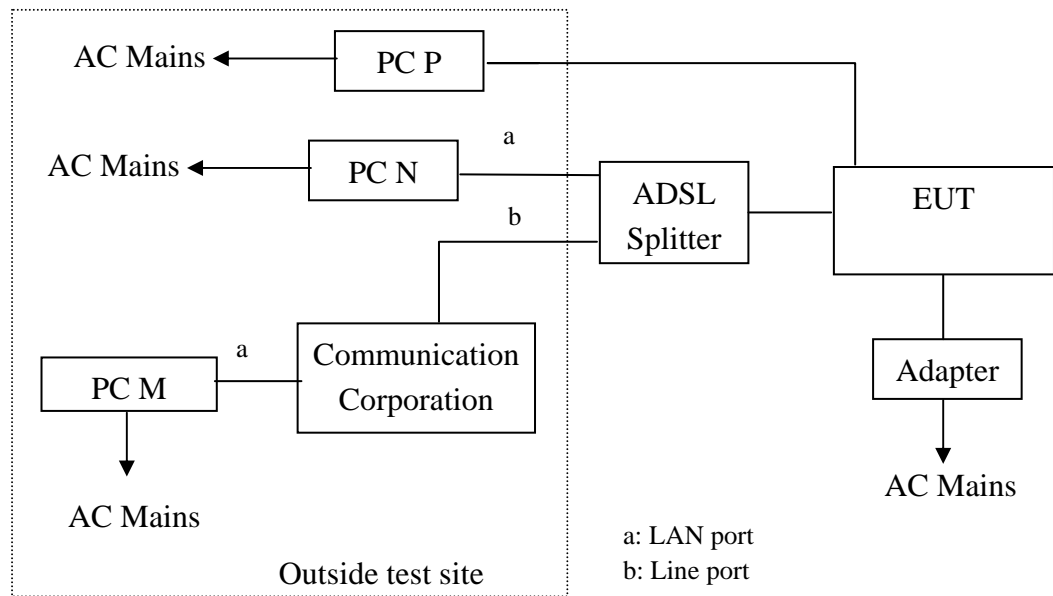 AC Mains
PC P
AC Mains
PC N
a
b
ADSL
Splitter
EUT
PC M
a
Communication
Corporation
Adapter
AC Mains
AC Mains
a: LAN port
b: Line port
Outside test site